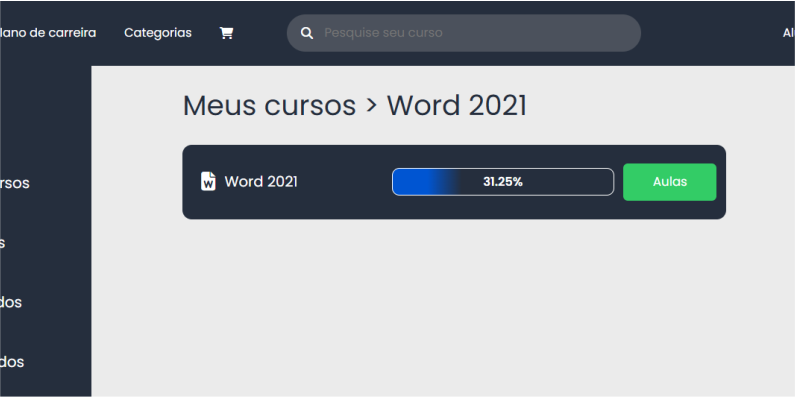 lano de carreira Categorias Pesquise seu curso Al
Meus cursos > Word 2021
rsos
W Word 2021 31.25% Aulas
s
dos
dos